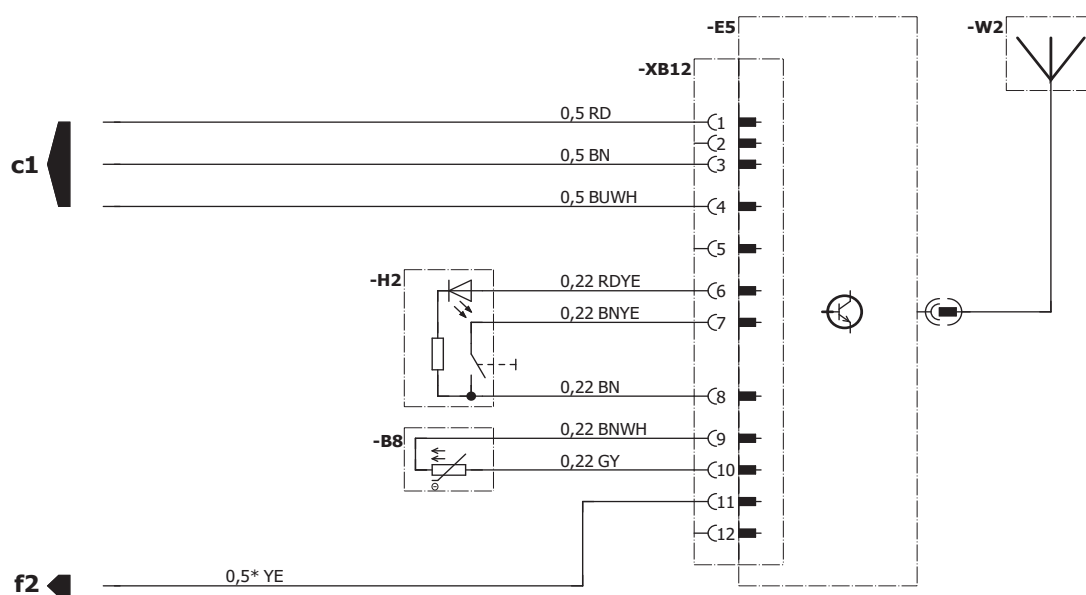 -E5
-W2
-XB12
0,5 RD
1
2
c1
0,5 BN
3
0,5 BUWH
4
5
-H2
0,22 RDYE
6
0,22 BNYE
7
0,22 BN
8
-B8
0,22 BNWH
9
0,22 GY
10
Θ
11
12
f2
0,5* YE